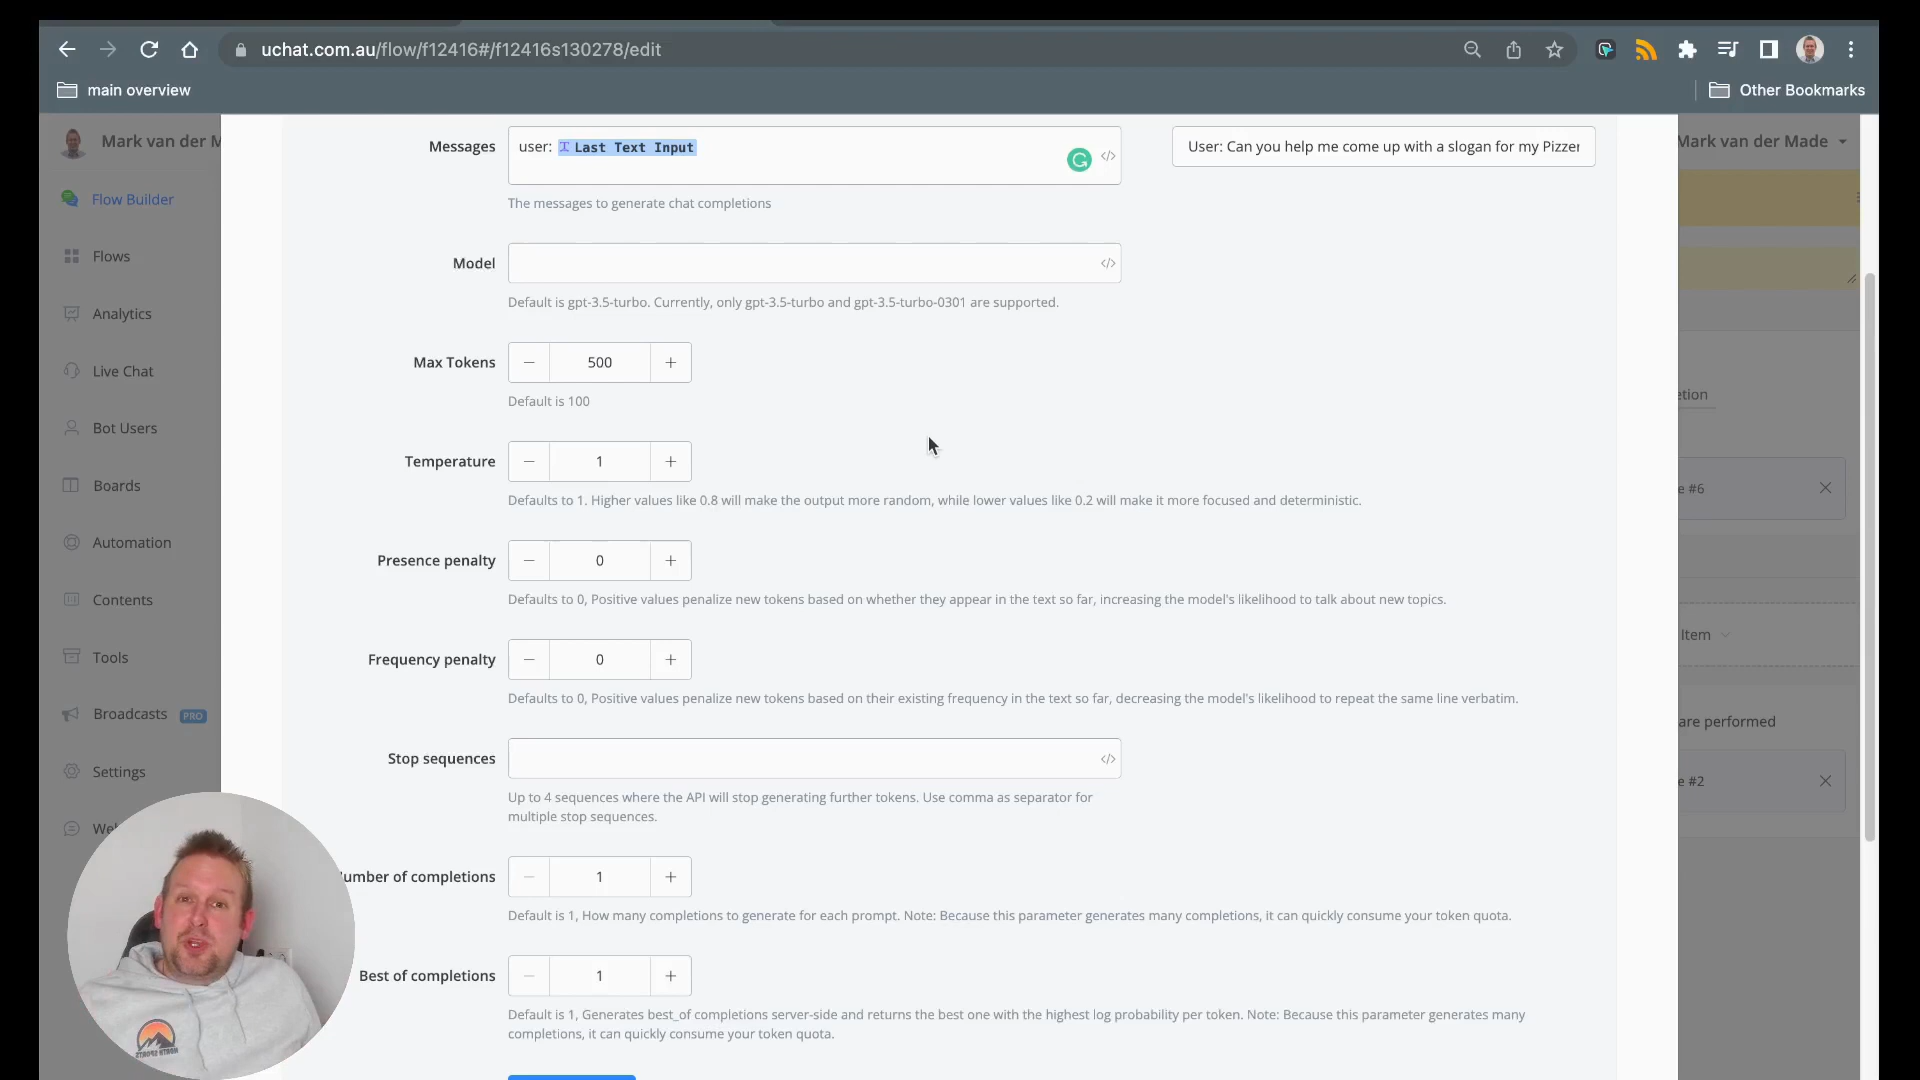 uchat.com.au/flow/f12416#/f12416s130278/edit
main overview
Other Bookmarks
Mark van der M
Flow Builder
Flows
Analytics
Live Chat
Bot Users
Boards
Automation
Contents
Tools
Broadcasts PRO
Settings
We
Messages
user: Last Text Input
User: Can you help me come up with a slogan for my Pizzer
The messages to generate chat completions
Model
Default is gpt-3.5-turbo. Currently, only gpt-3.5-turbo and gpt-3.5-turbo-0301 are supported.
Max Tokens
500
Default is 100
Temperature
1
Defaults to 1. Higher values like 0.8 will make the output more random, while lower values like 0.2 will make it more focused and deterministic.
Presence penalty
0
Defaults to 0, Positive values penalize new tokens based on whether they appear in the text so far, increasing the model's likelihood to talk about new topics.
Frequency penalty
0
Defaults to 0, Positive values penalize new tokens based on their existing frequency in the text so far, decreasing the model's likelihood to repeat the same line verbatim.
Stop sequences
Up to 4 sequences where the API will stop generating further tokens. Use comma as separator for
multiple stop sequences.
umber of completions
1
Default is 1, How many completions to generate for each prompt. Note: Because this parameter generates many completions, it can quickly consume your token quota.
Best of completions
1
Default is 1, Generates best_of completions server-side and returns the best one with the highest log probability per token. Note: Because this parameter generates many
completions, it can quickly consume your token quota.
Mark van der Made
etion
e #6
Item
are performed
e #2